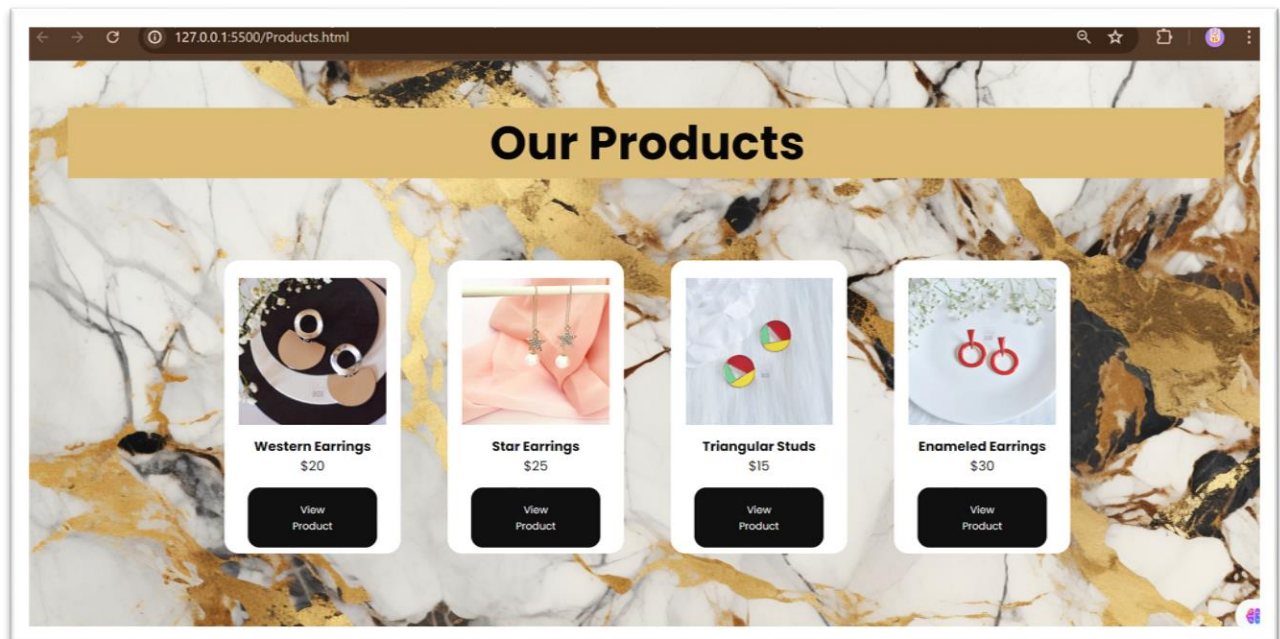 127.0.0.1:5500/Products.html
Our Products
Western Earrings
$20
View
Product
Star Earrings
$25
View
Product
Triangular Studs
$15
View
Product
Enameled Earrings
$30
View
Product